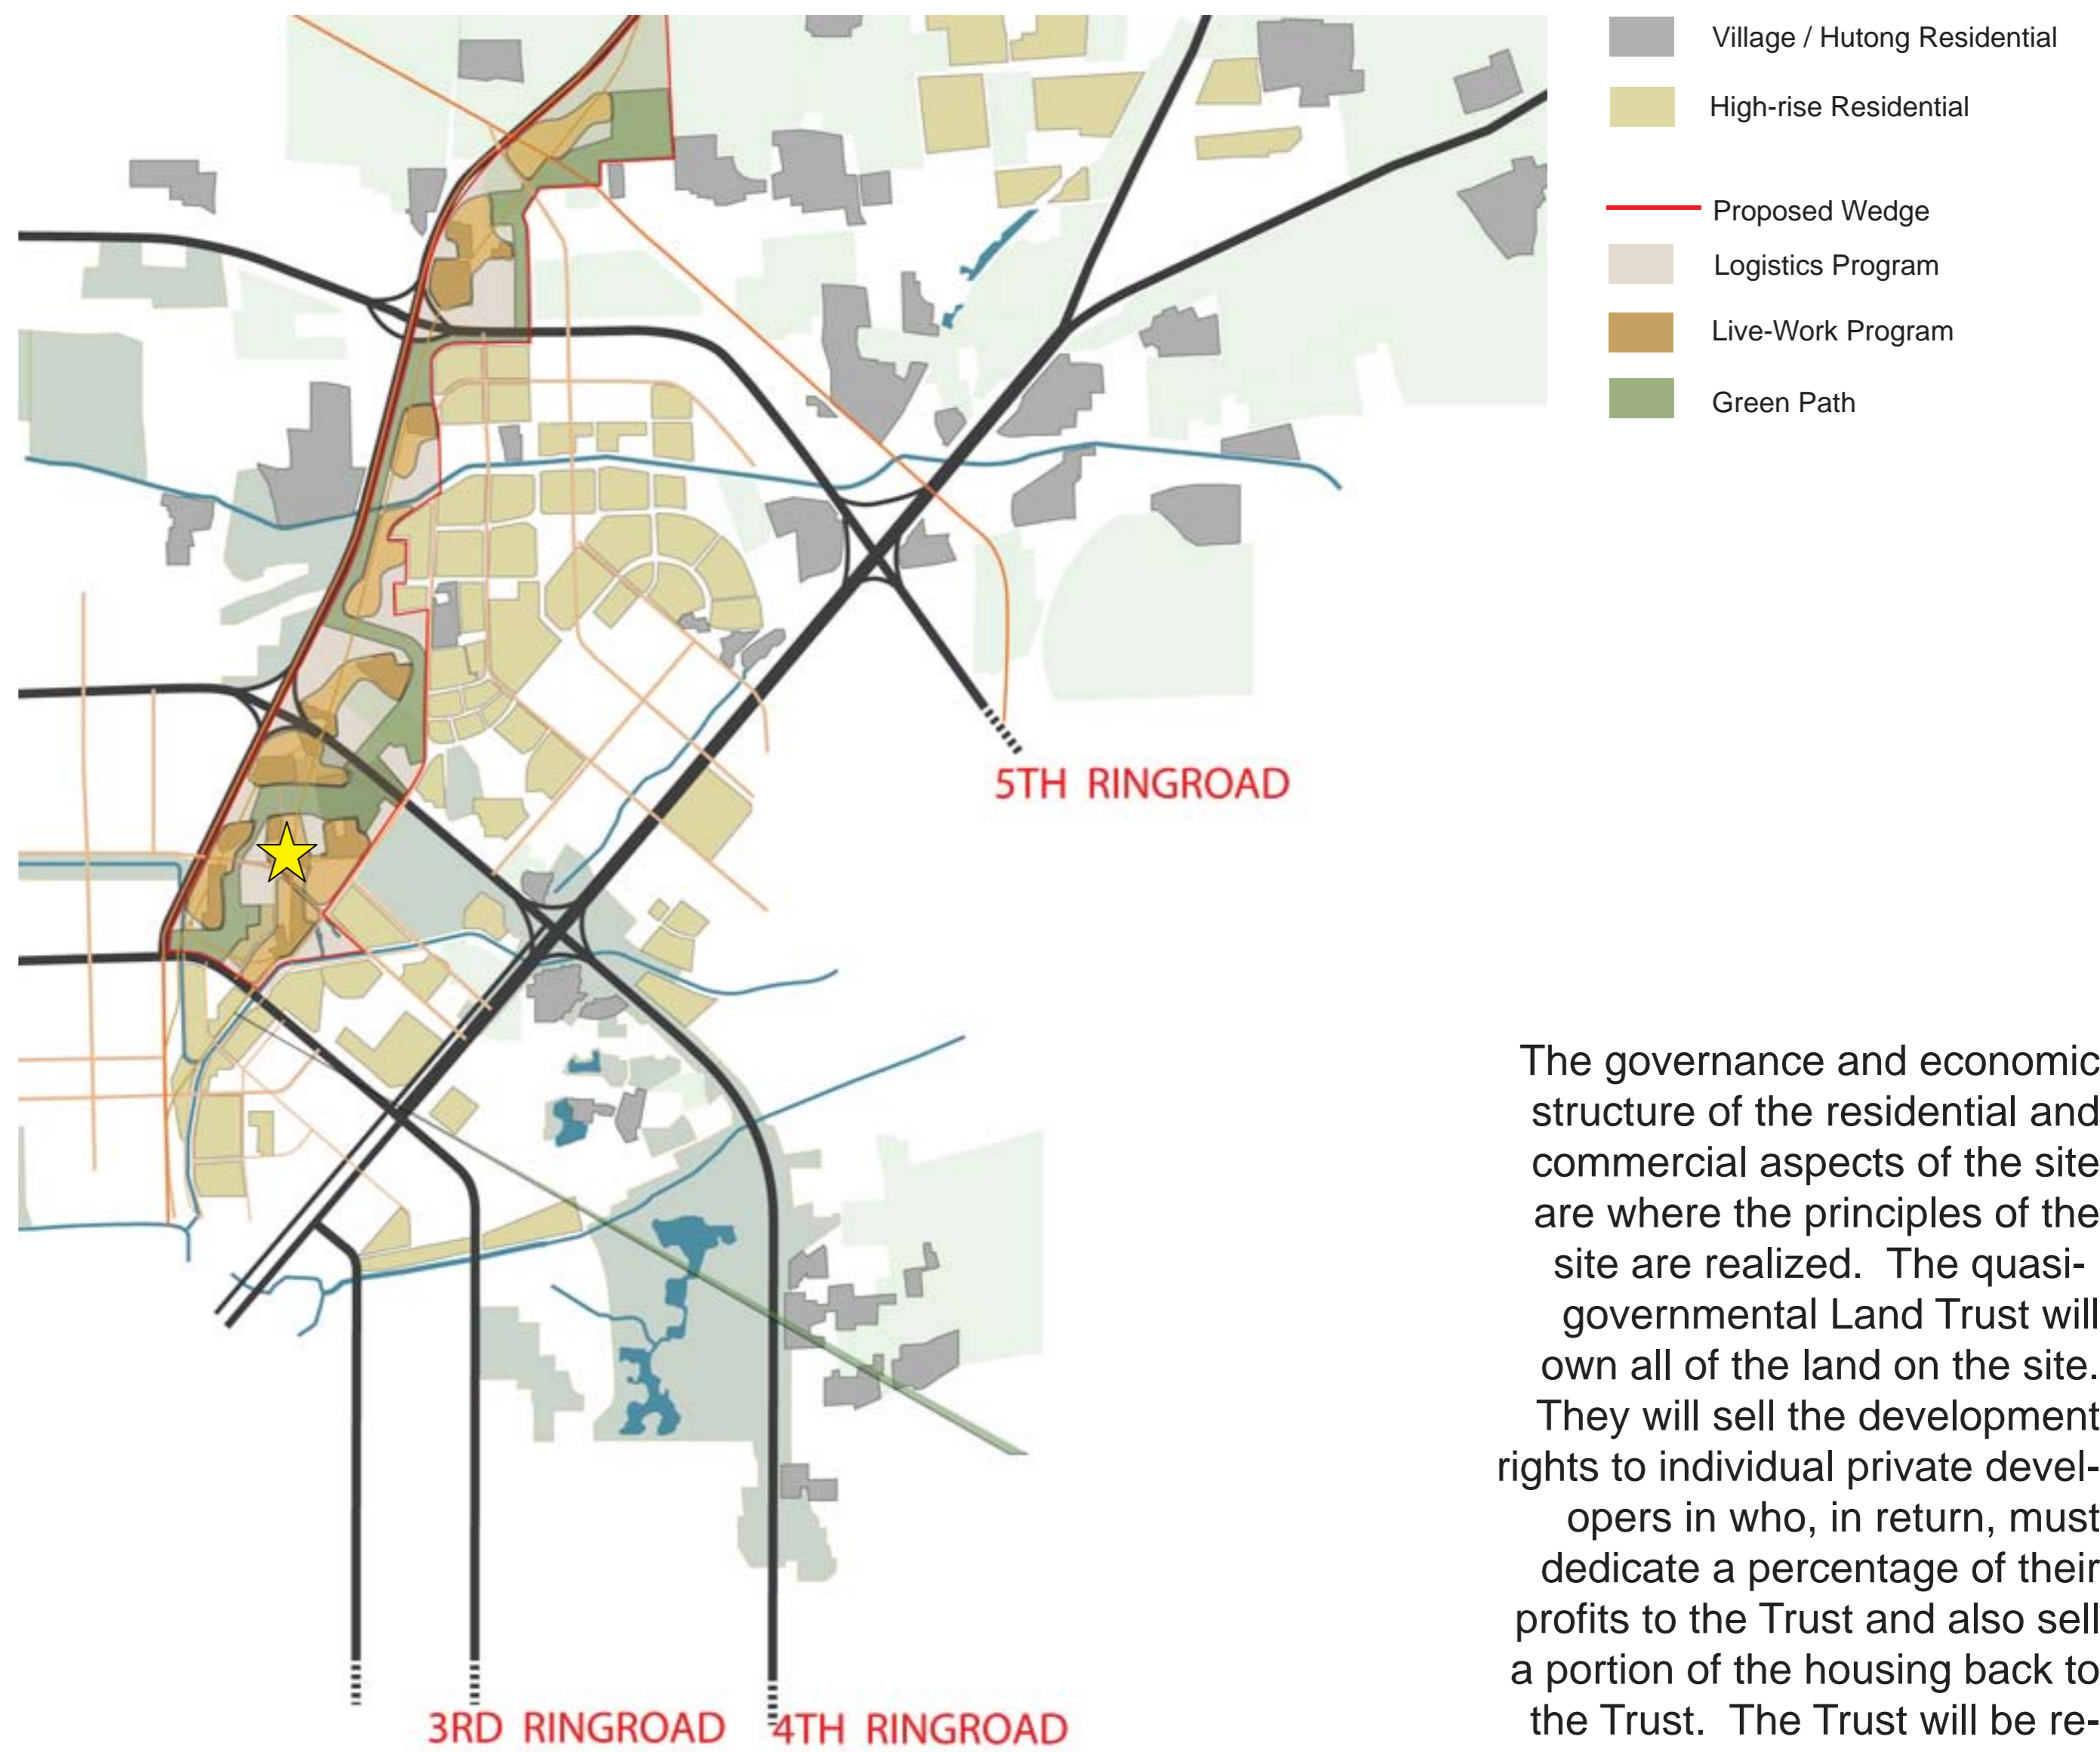 Village / Hutong Residential
High-rise Residential
Proposed Wedge
Logistics Program
Live-Work Program
Green Path
5TH RINGROAD
3RD RINGROAD
4TH RINGROAD
The governance and economic
structure of the residential and
commercial aspects of the site
are where the principles of the
site are realized. The quasi-
governmental Land Trust will
own all of the land on the site.
They will sell the development
rights to individual private devel-
opers in who, in return, must
dedicate a percentage of their
profits to the Trust and also sell
a portion of the housing back to
the Trust. The Trust will be re-